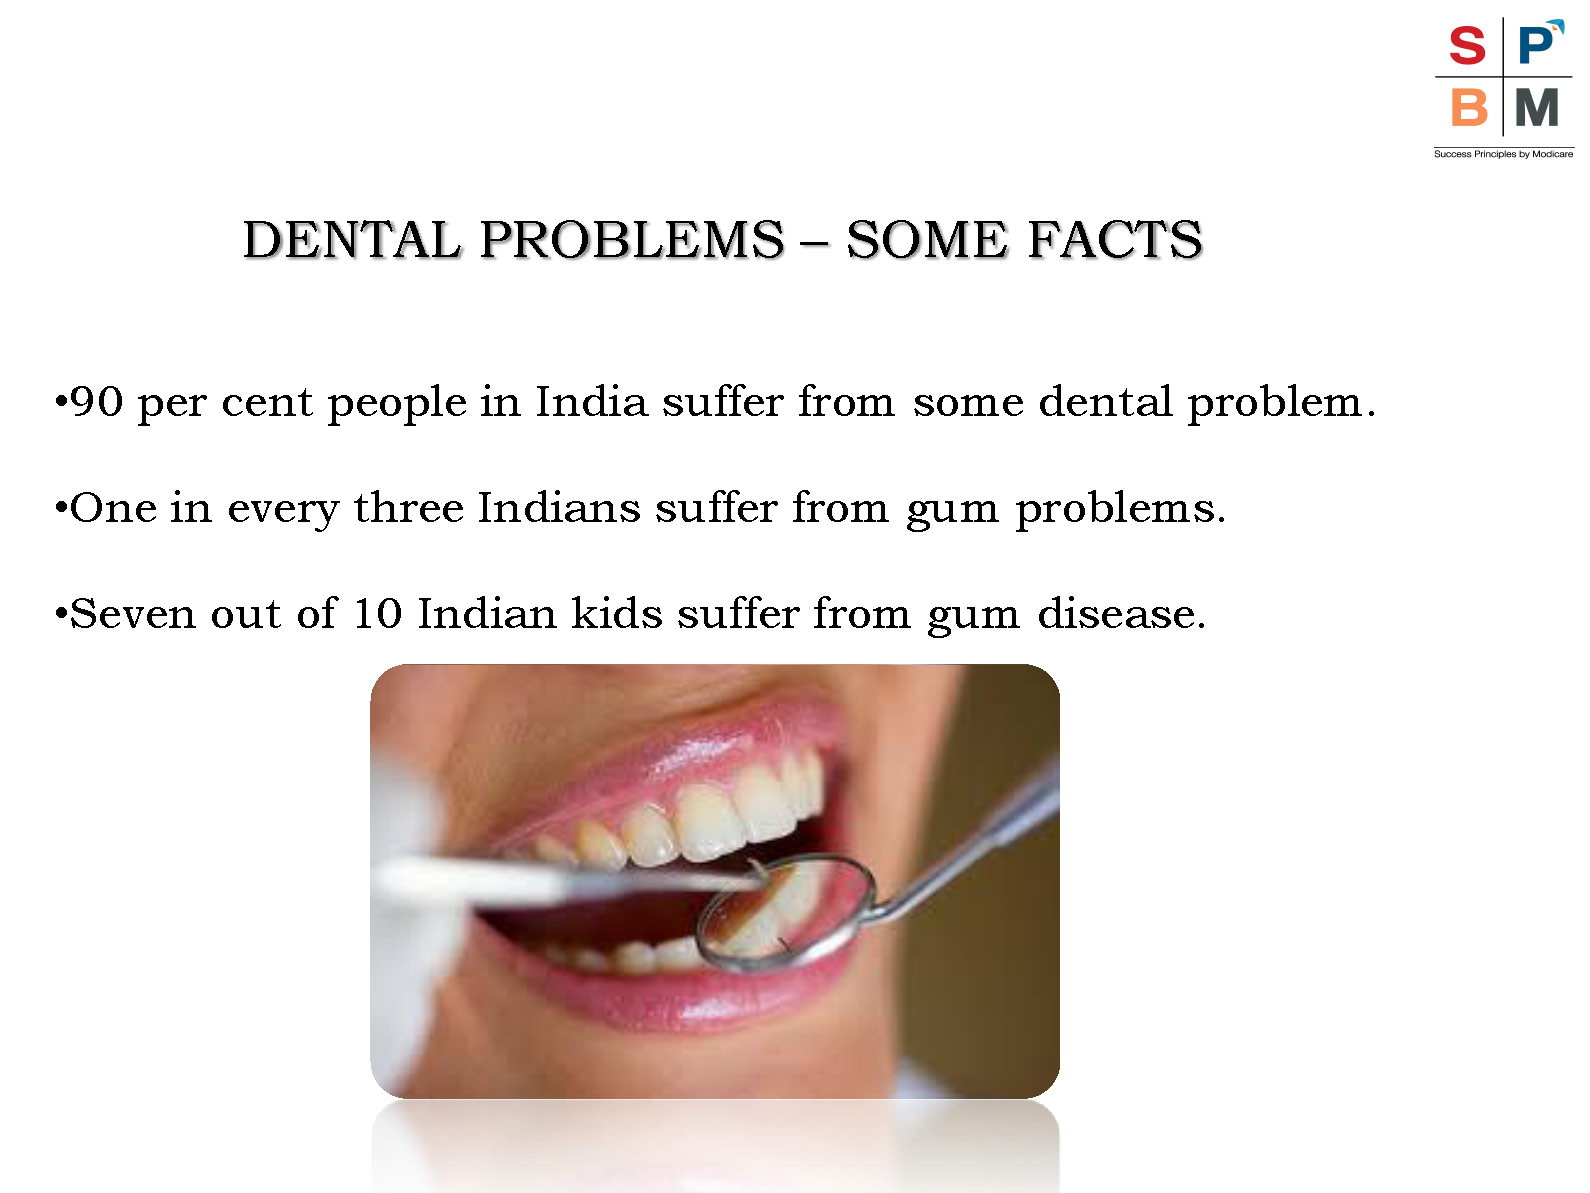 S P
B M
Success Principles by Modicare
DENTAL PROBLEMS – SOME FACTS
•90 per cent people in India suffer from some dental problem.
•One in every three Indians suffer from gum problems.
•Seven out of 10 Indian kids suffer from gum disease.